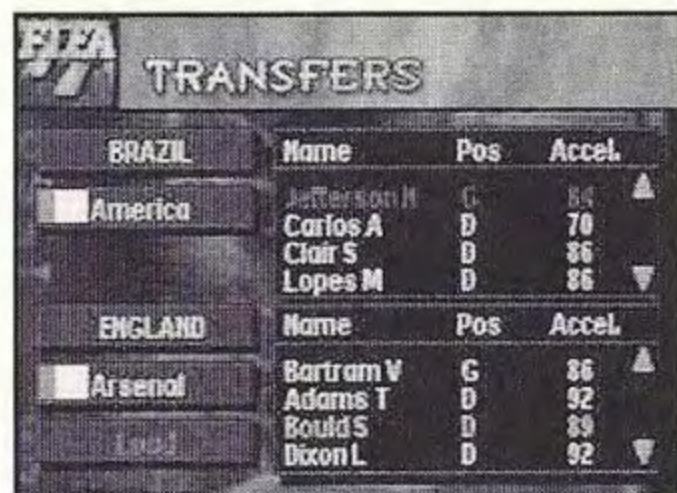 FIFA
TRANSFERS
BRAZIL
America
Name Pos Accel.
Jefferson N G 84
Carlos A D 70
Clair S D 86
Lopes M D 86
ENGLAND
Arsenal
Load
Name Pos Accel.
Bartram V G 86
Adams T D 92
Bould S D 89
Dixon L D 92